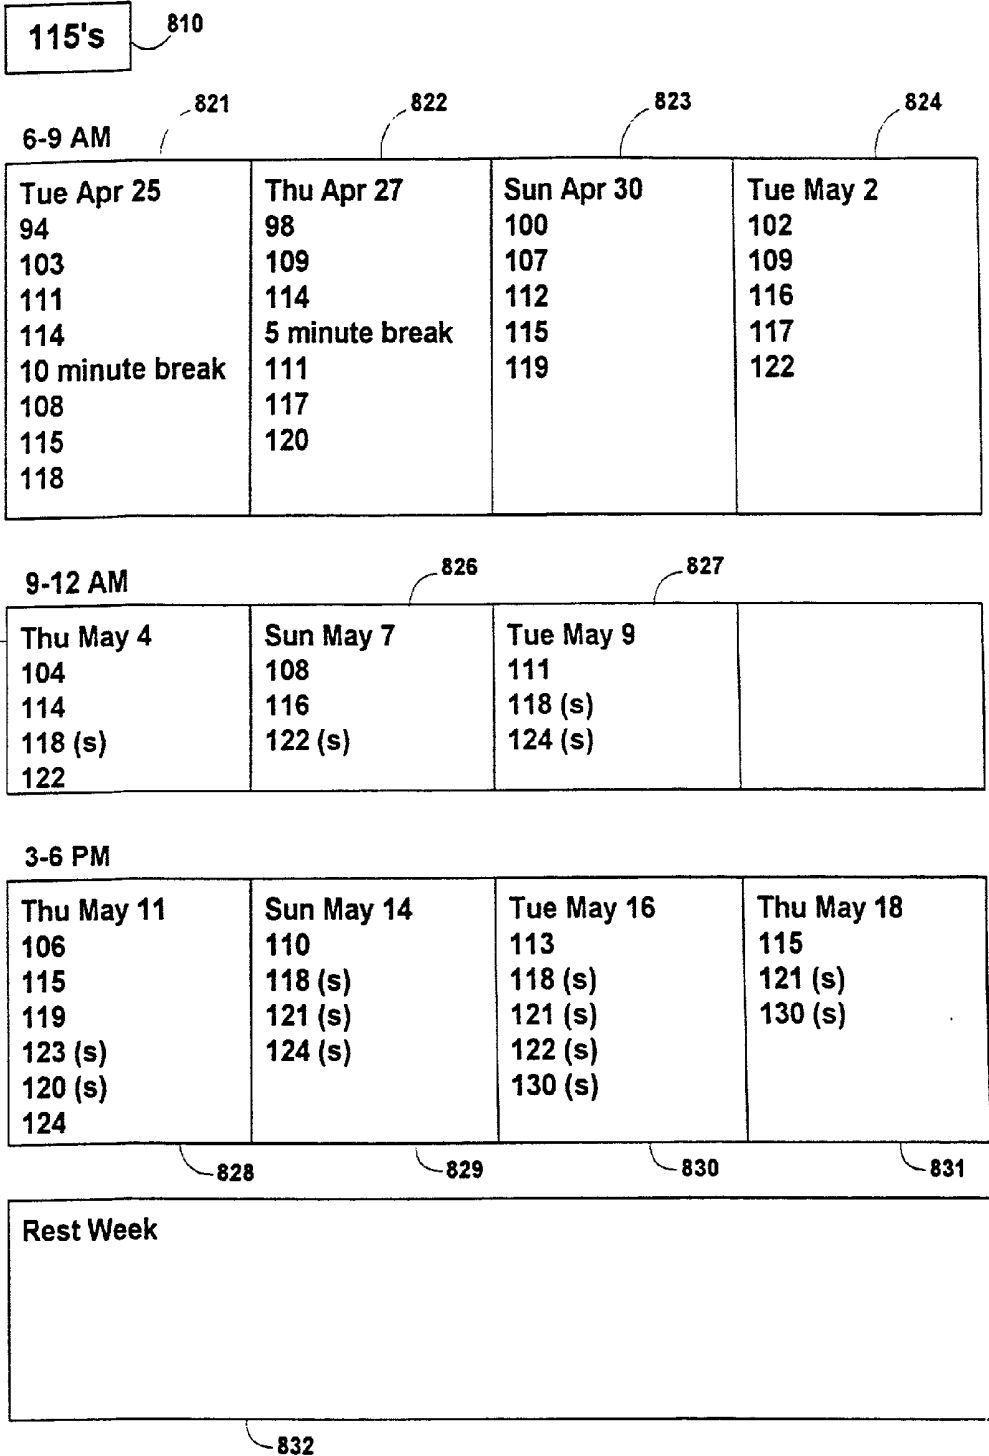 115's
810
821
822
823
824
6-9 AM
Tue Apr 25
94
103
111
114
10 minute break
108
115
118
Thu Apr 27
98
109
114
5 minute break
111
117
120
Sun Apr 30
100
107
112
115
119
Tue May 2
102
109
116
117
122
826
827
9-12 AM
Thu May 4
104
114
118 (s)
122
Sun May 7
108
116
122 (s)
Tue May 9
111
118 (s)
124 (s)
3-6 PM
Thu May 11
106
115
119
123 (s)
120 (s)
124
Sun May 14
110
118 (s)
121 (s)
124 (s)
Tue May 16
113
118 (s)
121 (s)
122 (s)
130 (s)
Thu May 18
115
121 (s)
130 (s)
828
829
830
831
Rest Week
832